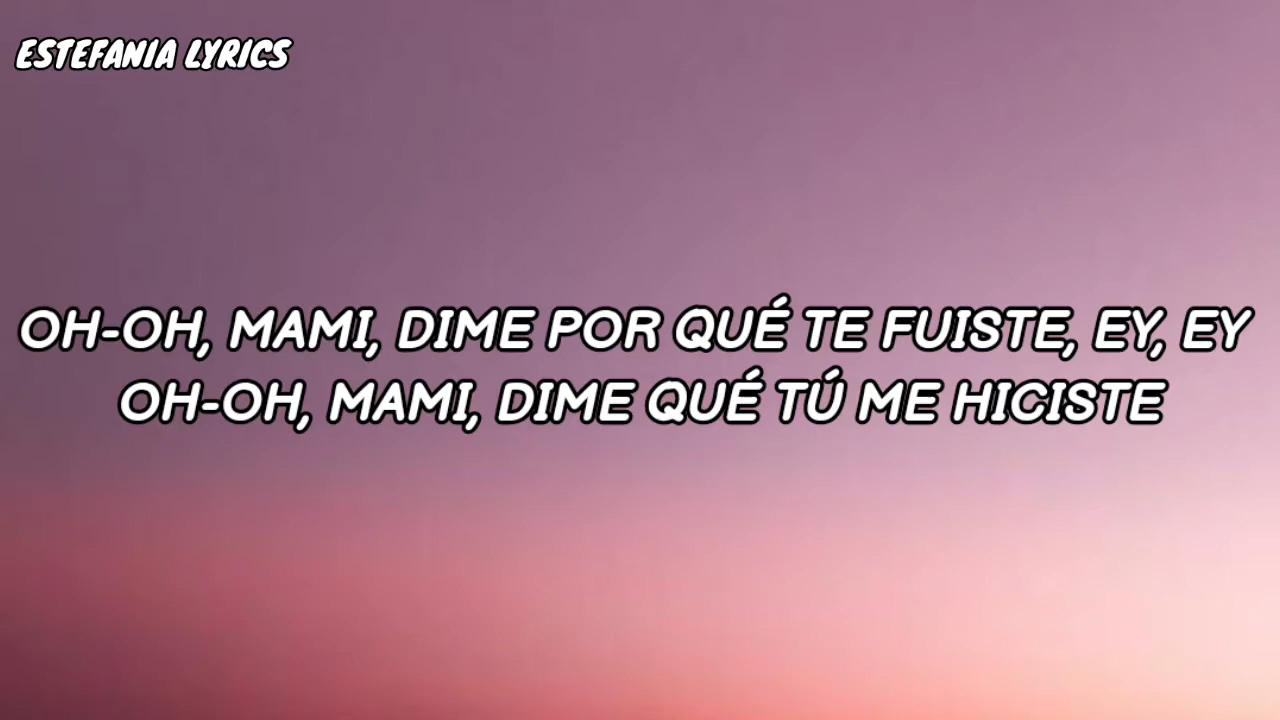 ESTEFANIA LYRICS
OH-OH, MAMI, DIME POR QUÉ TE FUISTE, EY, EY
OH-OH, MAMI, DIME QUÉ TÚ ME HICISTE